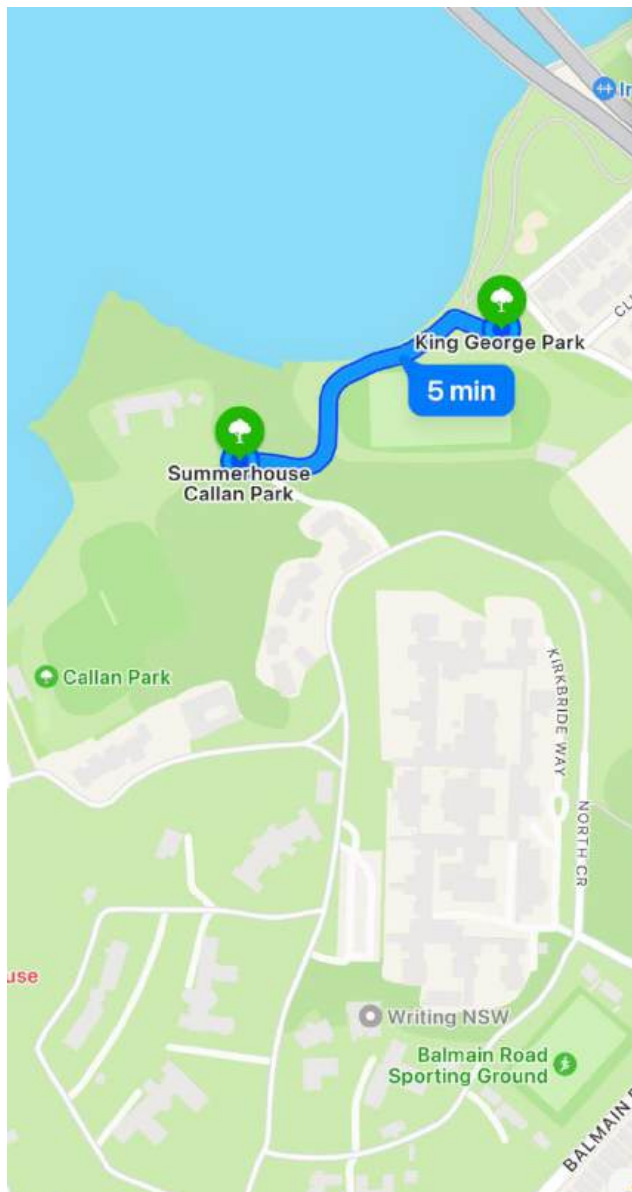 King George Park
5 min
Summerhouse
Callan Park
Callan Park
KIRKBRIDE WAY
NORTH CR
Writing NSW
Balmain Road
Sporting Ground
BALMAIN